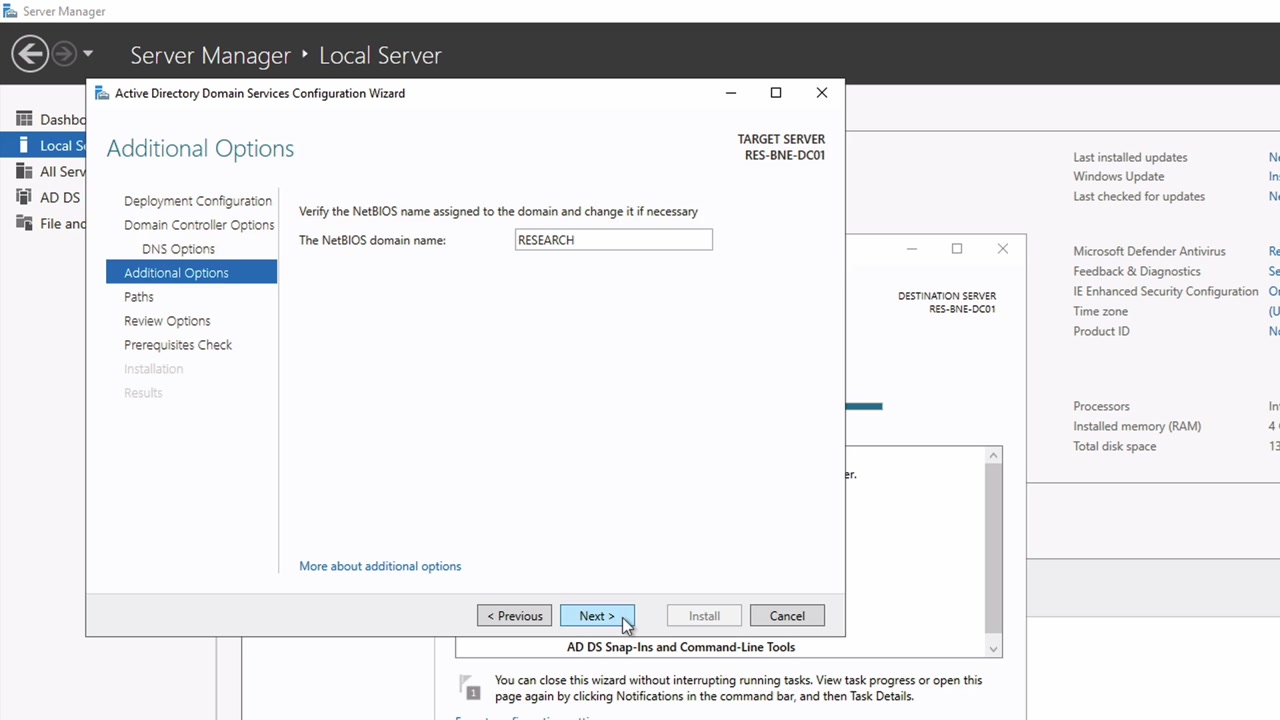 Server Manager
Server Manager ‣ Local Server
Active Directory Domain Services Configuration Wizard
Additional Options
TARGET SERVER
RES-BNE-DC01
Deployment Configuration
Domain Controller Options
DNS Options
Additional Options
Paths
Review Options
Prerequisites Check
Installation
Results
Verify the NetBIOS name assigned to the domain and change it if necessary
The NetBIOS domain name:
RESEARCH
More about additional options
< Previous
Next >
Install
Cancel
Dashbo
Local Se
All Serv
AD DS
File and
DESTINATION SERVER
RES-BNE-DC01
er.
AD DS Snap-Ins and Command-Line Tools
1
You can close this wizard without interrupting running tasks. View task progress or open this
page again by clicking Notifications in the command bar, and then Task Details.
Last installed updates
Windows Update
Last checked for updates
Microsoft Defender Antivirus
Feedback & Diagnostics
IE Enhanced Security Configuration
Time zone
Product ID
Processors
Installed memory (RAM)
Total disk space